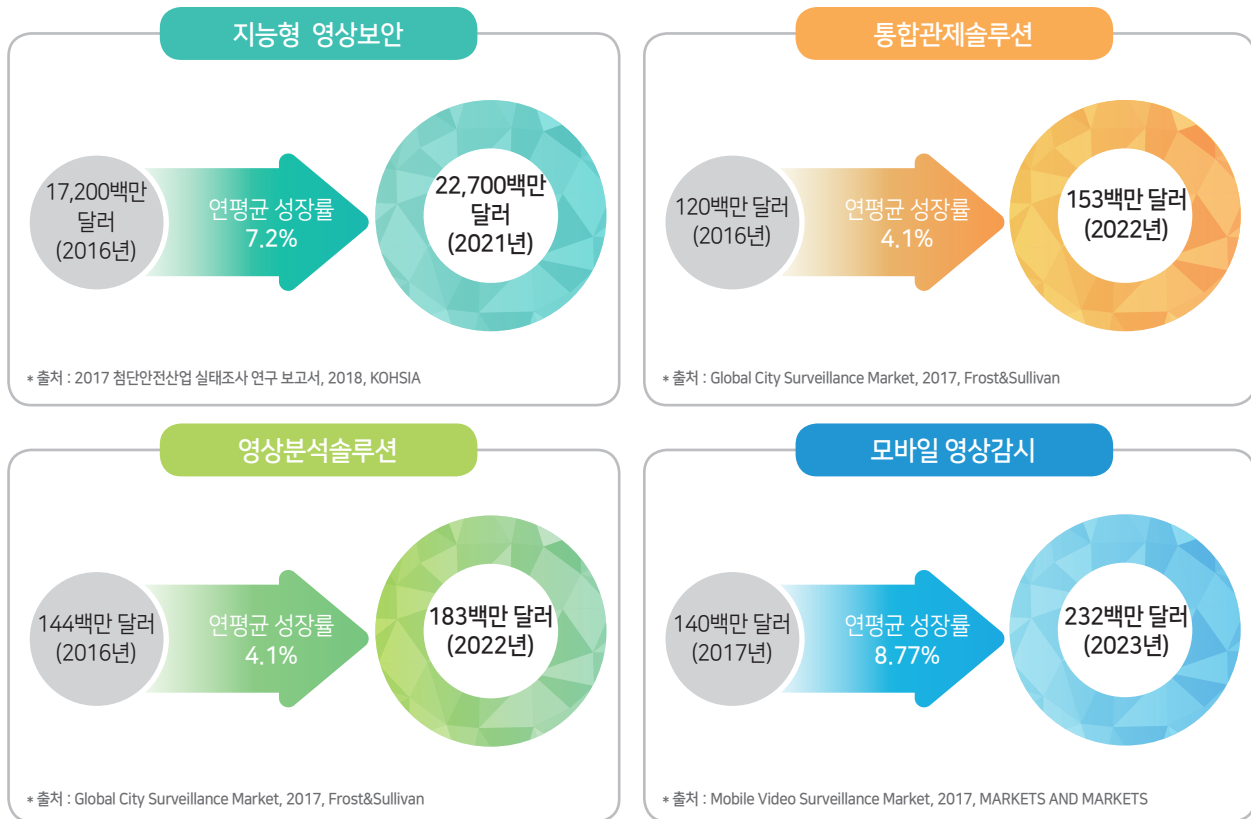 지능형 영상보안
17,200백만
달러
(2016년)
연평균 성장률
7.2%
22,700백만
달러
(2021년)
* 출처 : 2017 첨단안전산업 실태조사 연구 보고서, 2018, KOHSIA
통합관제솔루션
120백만 달러
(2016년)
연평균 성장률
4.1%
153백만 달러
(2022년)
* 출처 : Global City Surveillance Market, 2017, Frost&Sullivan
영상분석솔루션
144백만 달러
(2016년)
연평균 성장률
4.1%
183백만 달러
(2022년)
* 출처 : Global City Surveillance Market, 2017, Frost&Sullivan
모바일 영상감시
140백만 달러
(2017년)
연평균 성장률
8.77%
232백만 달러
(2023년)
* 출처 : Mobile Video Surveillance Market, 2017, MARKETS AND MARKETS